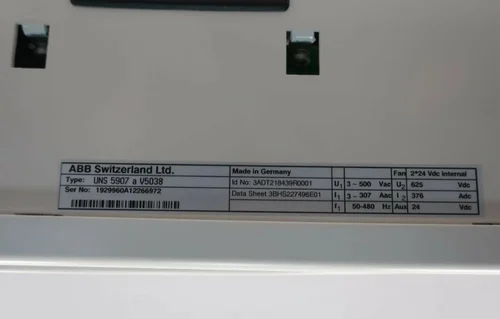 ABB Switzerland Ltd.
Type: UNS 5907 a V5038
Ser No: 1929960A12266972
Made in Germany
Id No: 3ADT218439R0001
Data Sheet 3BHS227496E01
Fan 2*24 Vdc internal
U1 3 ~ 500 Vac U2 625 Vdc
I1 3 ~ 307 Aac I2 376 Adc
f1 50-480 Hz Aux 24 Vdc